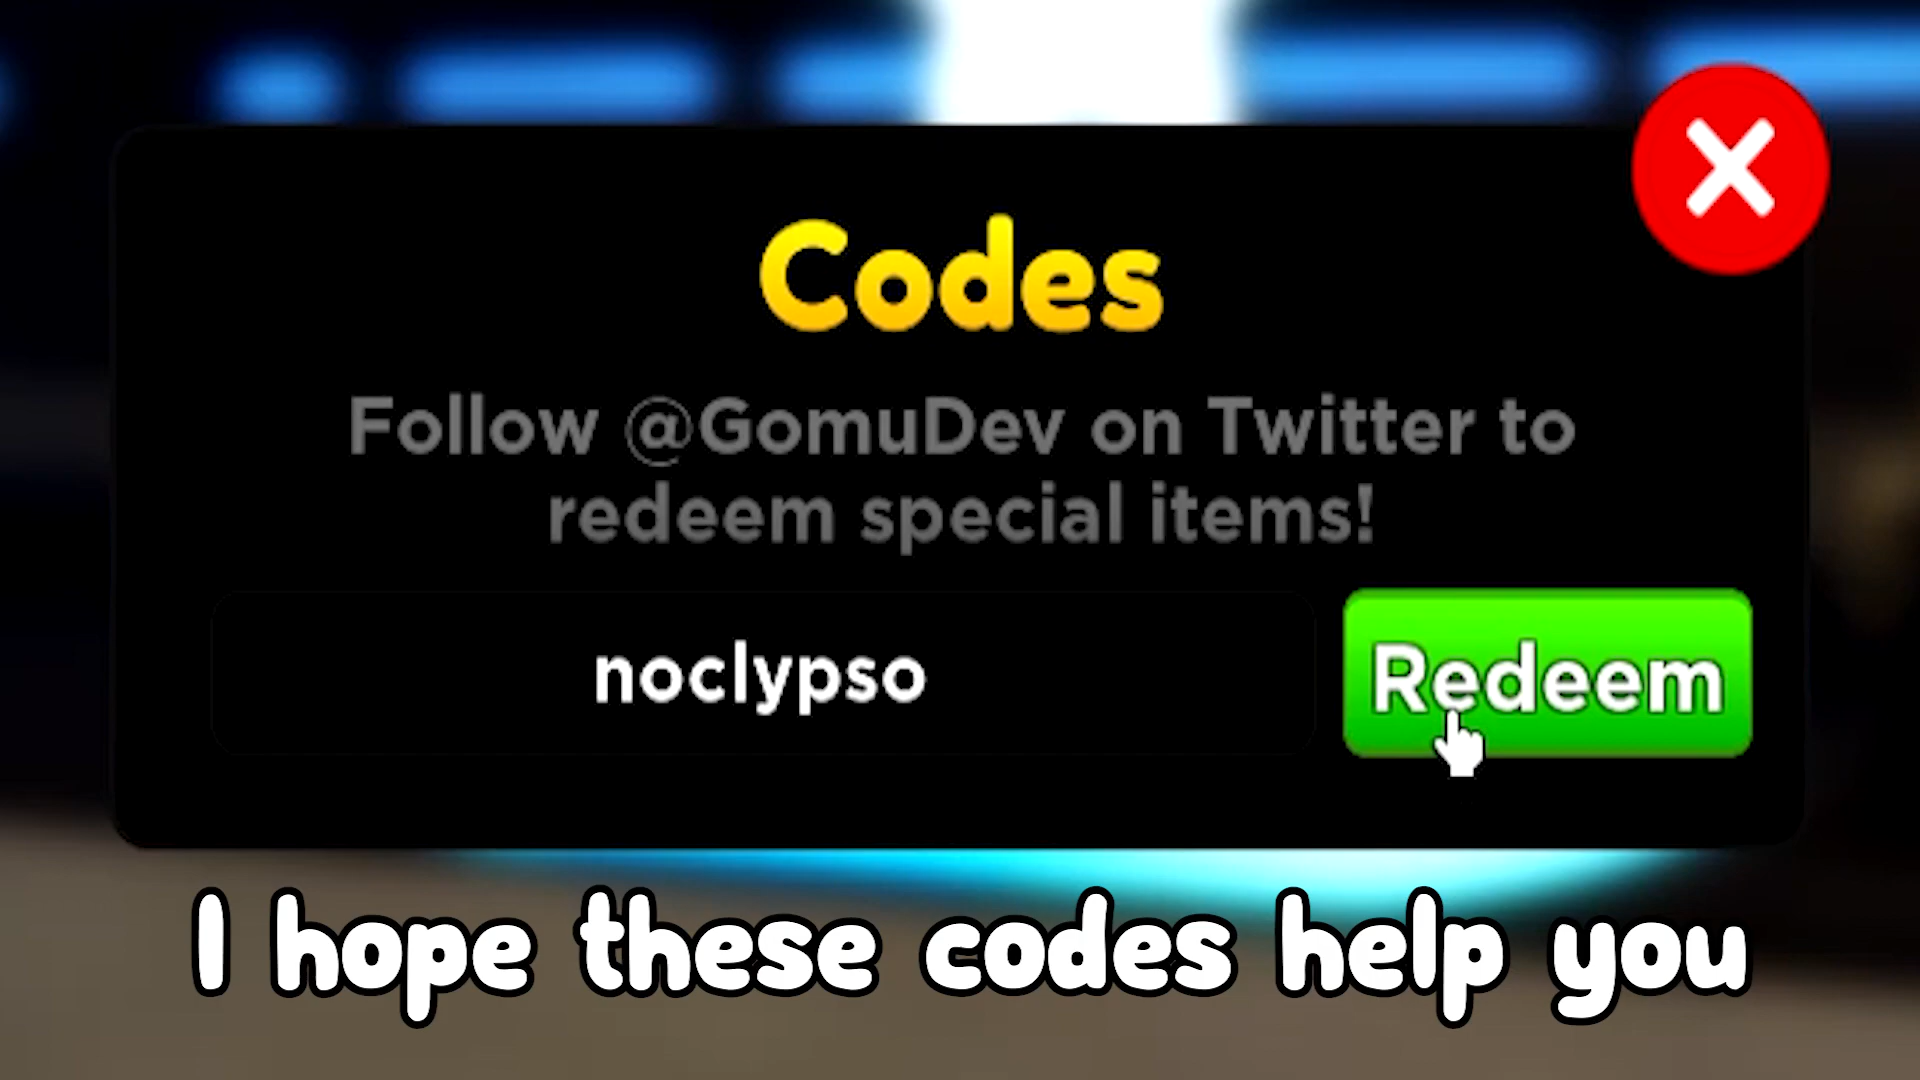 Codes
Follow @GomuDev on Twitter to
redeem special items!
noclypso
Redeem
I hope these codes help you